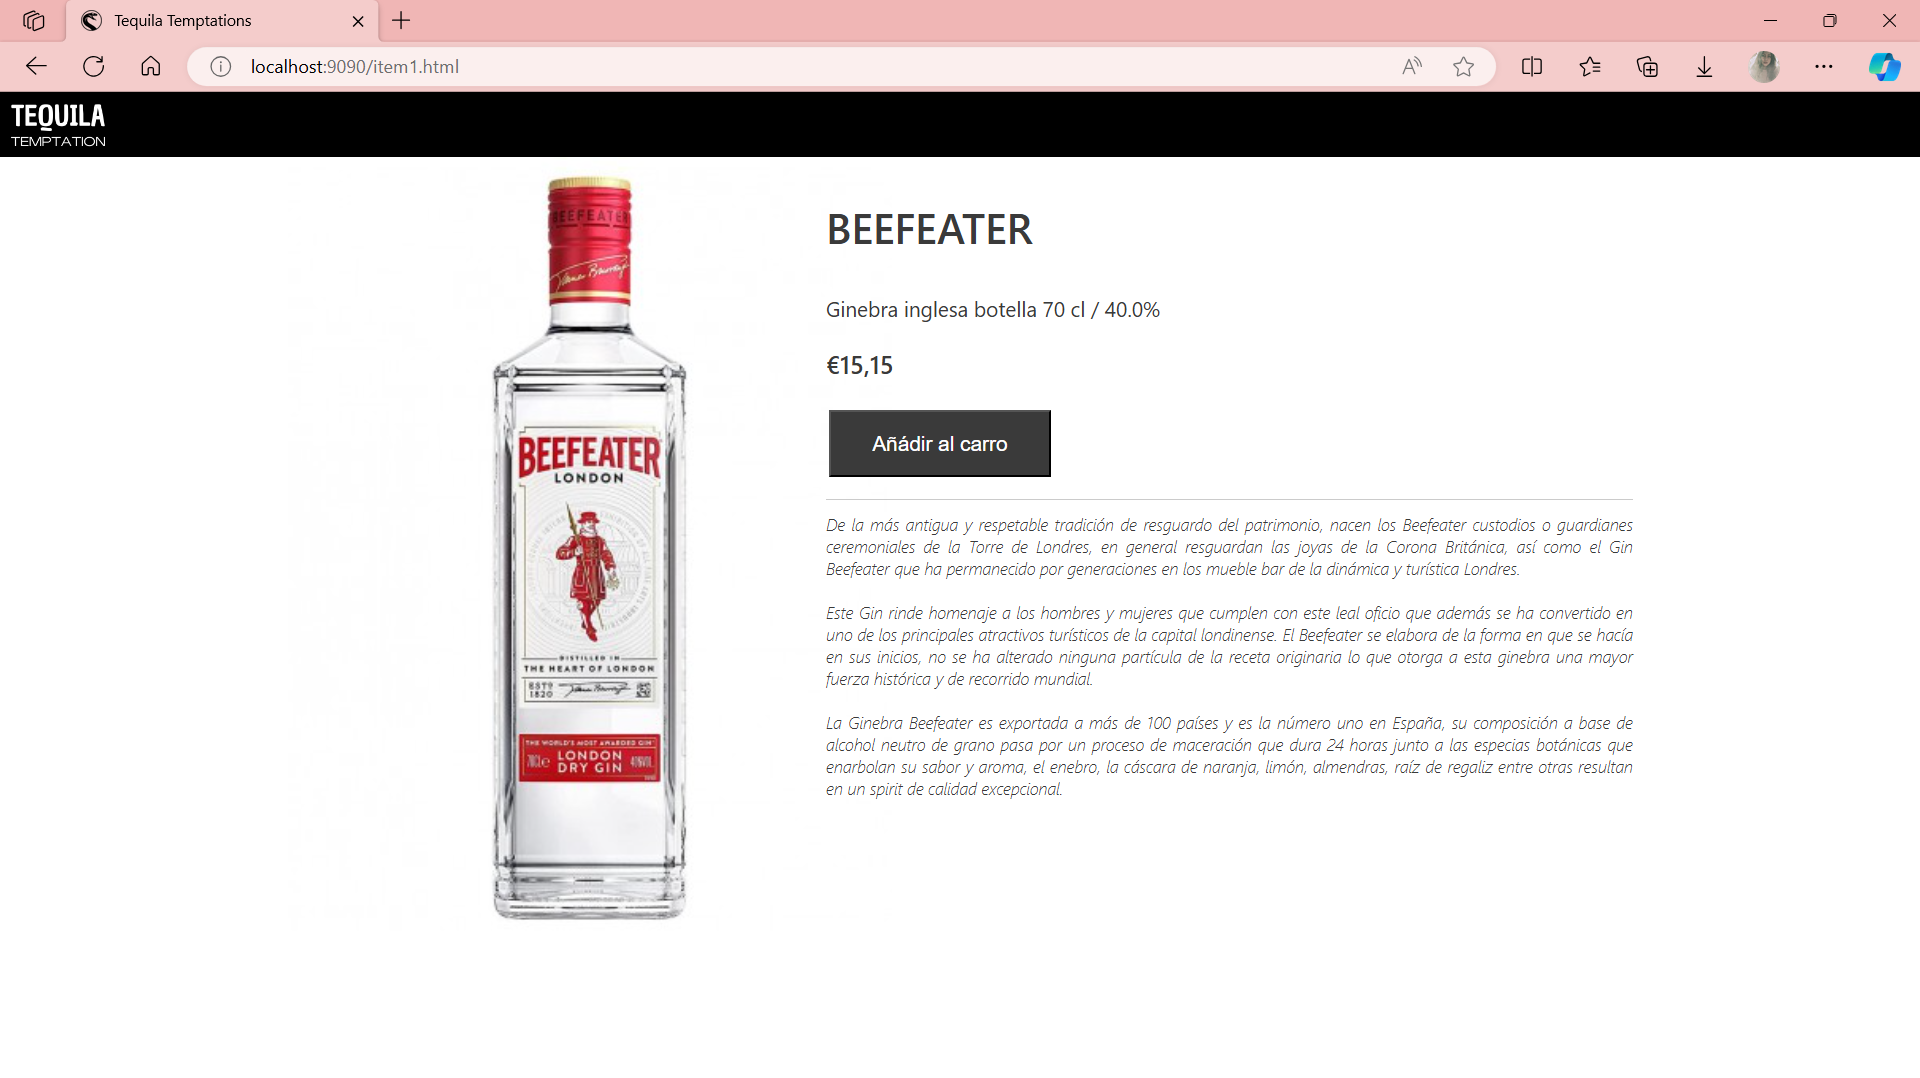 Tequila Temptations
localhost:9090/item1.html
TEQUILA
TEMPTATION
BEEFEATER
BEEFEATER
LONDON
DISTILLED IN
THE HEART OF LONDON
ESTD
1820
THE WORLD'S MOST AWARDED GIN
70CL℮ LONDON 40%VOL
DRY GIN
BEEFEATER
Ginebra inglesa botella 70 cl / 40.0%
€15,15
Añádir al carro
De la más antigua y respetable tradición de resguardo del patrimonio, nacen los Beefeater custodios o guardianes
ceremoniales de la Torre de Londres, en general resguardan las joyas de la Corona Británica, así como el Gin
Beefeater que ha permanecido por generaciones en los mueble bar de la dinámica y turística Londres.
Este Gin rinde homenaje a los hombres y mujeres que cumplen con este leal oficio que además se ha convertido en
uno de los principales atractivos turísticos de la capital londinense. El Beefeater se elabora de la forma en que se hacía
en sus inicios, no se ha alterado ninguna partícula de la receta originaria lo que otorga a esta ginebra una mayor
fuerza histórica y de recorrido mundial.
La Ginebra Beefeater es exportada a más de 100 países y es la número uno en España, su composición a base de
alcohol neutro de grano pasa por un proceso de maceración que dura 24 horas junto a las especias botánicas que
enarbolan su sabor y aroma, el enebro, la cáscara de naranja, limón, almendras, raíz de regaliz entre otras resultan
en un spirit de calidad excepcional.